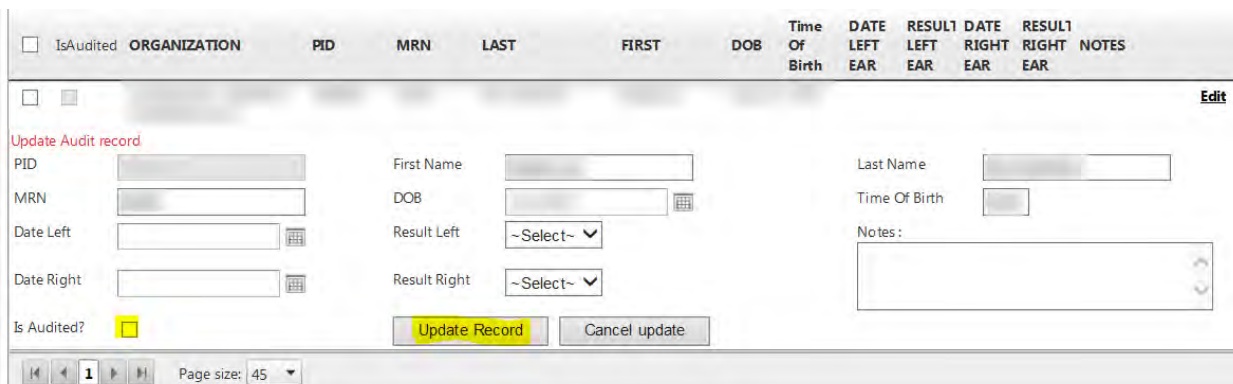 IsAudited ORGANIZATION PID MRN LAST FIRST DOB Time Of Birth DATE LEFT EAR RESULT LEFT EAR DATE RIGHT EAR RESULT RIGHT EAR NOTES
Edit
Update Audit record
PID First Name Last Name
MRN DOB Time Of Birth
Date Left Result Left ~Select~ Notes :
Date Right Result Right ~Select~
Is Audited? Update Record Cancel update
1 Page size: 45